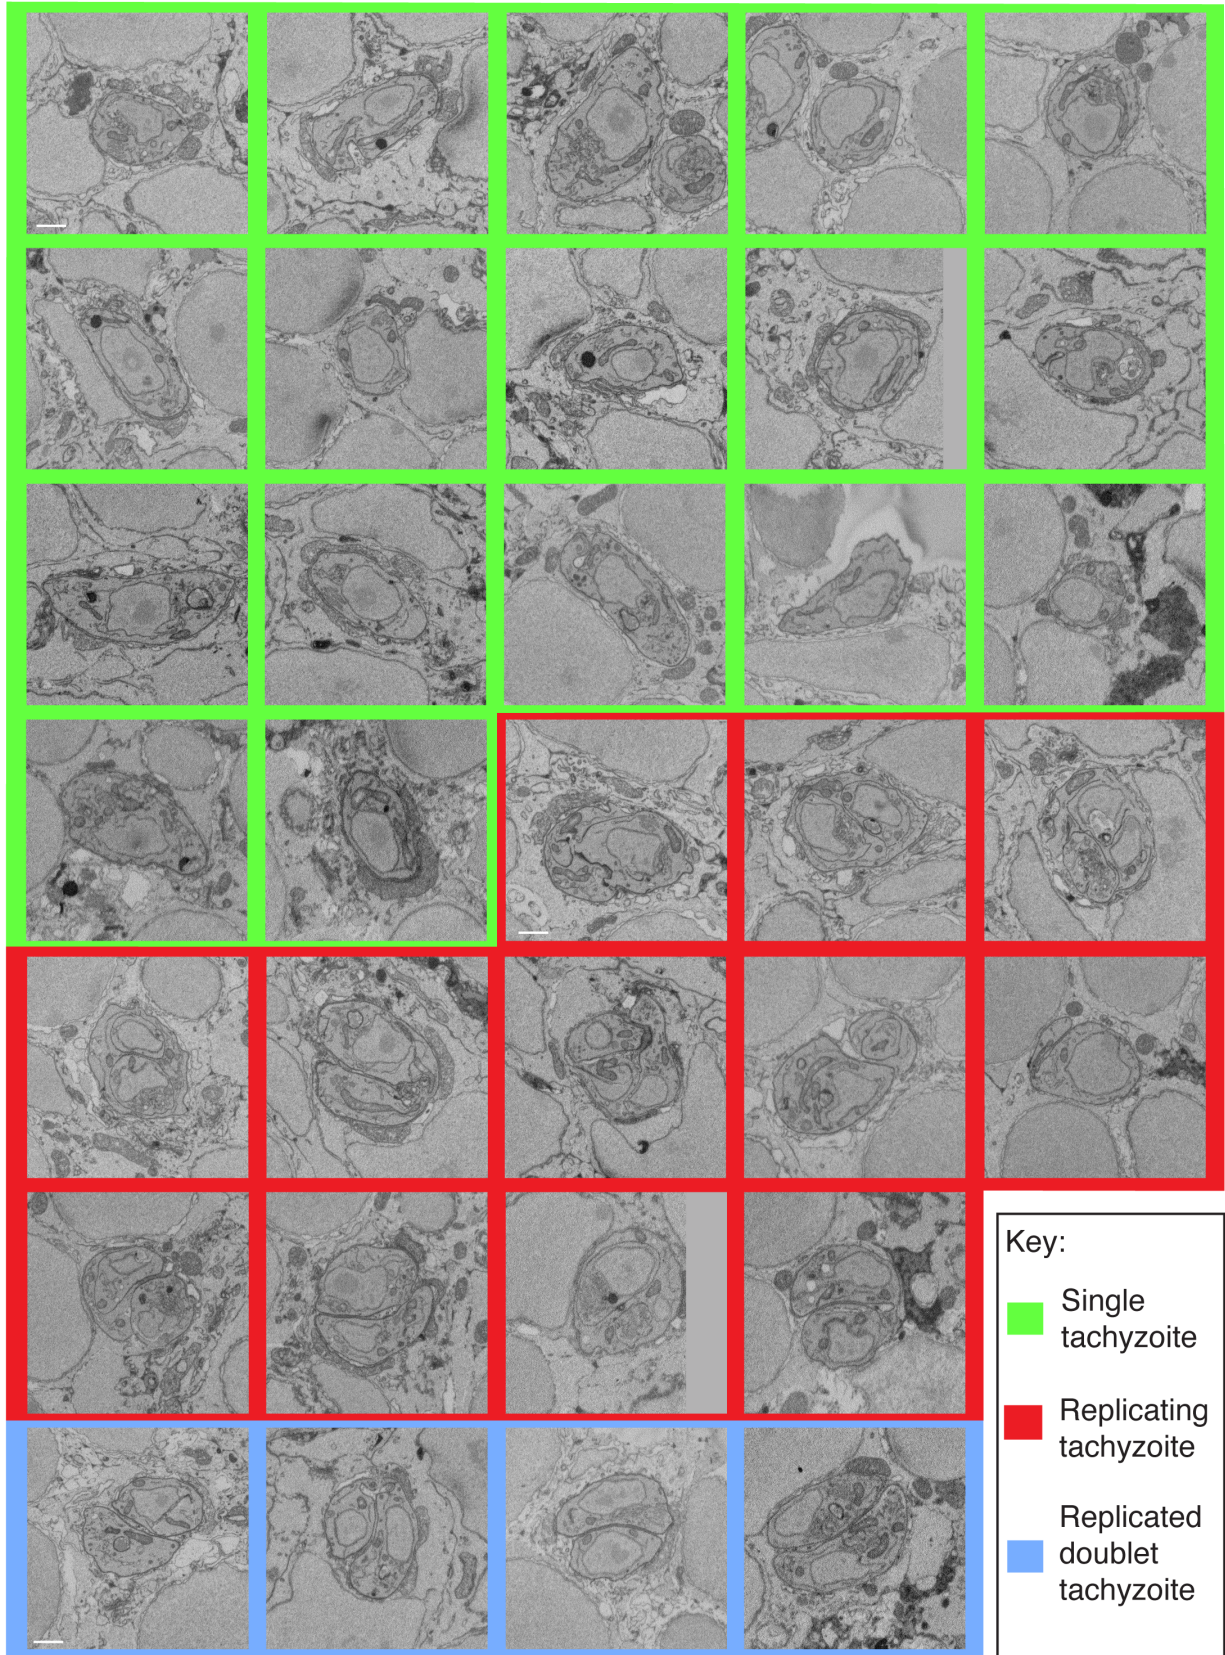 Key:
Single
tachyzoite
Replicating
tachyzoite
Replicated
doublet
tachyzoite